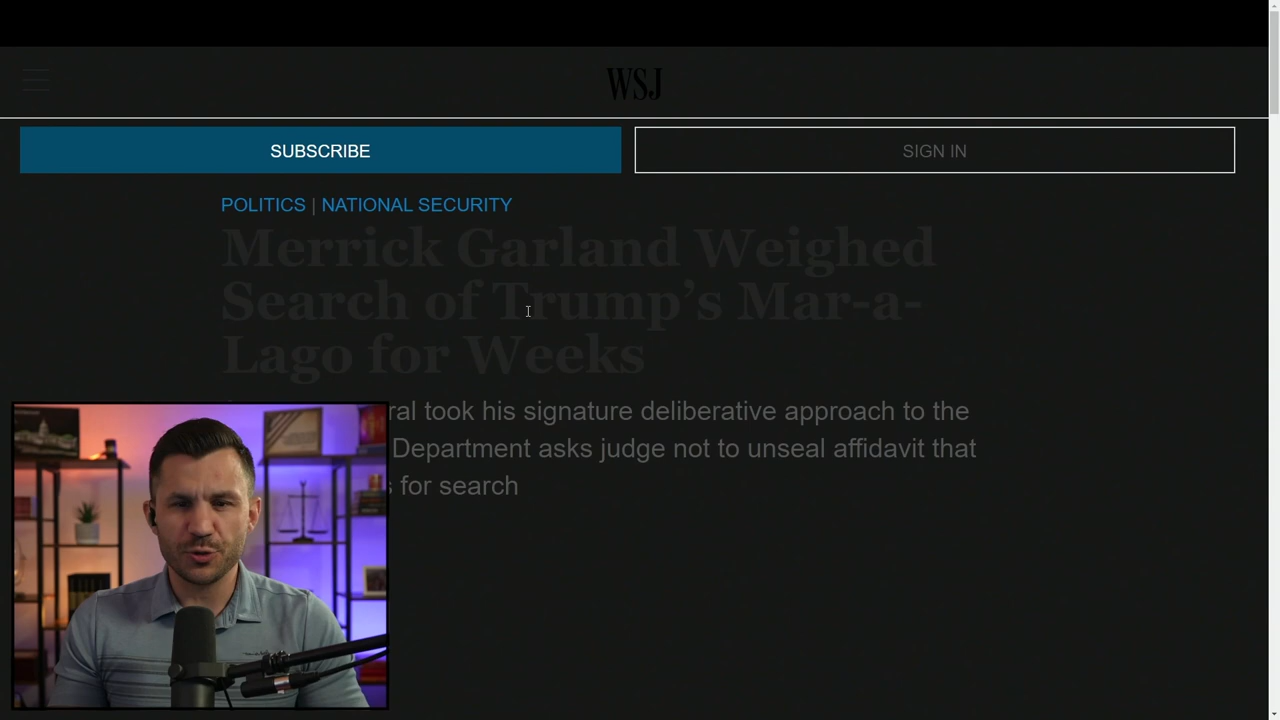 WSJ
SUBSCRIBE
SIGN IN
POLITICS | NATIONAL SECURITY
Merrick Garland Weighed
Search of Trump’s Mar-a-
Lago for Weeks
ral took his signature deliberative approach to the
Department asks judge not to unseal affidavit that
s for search